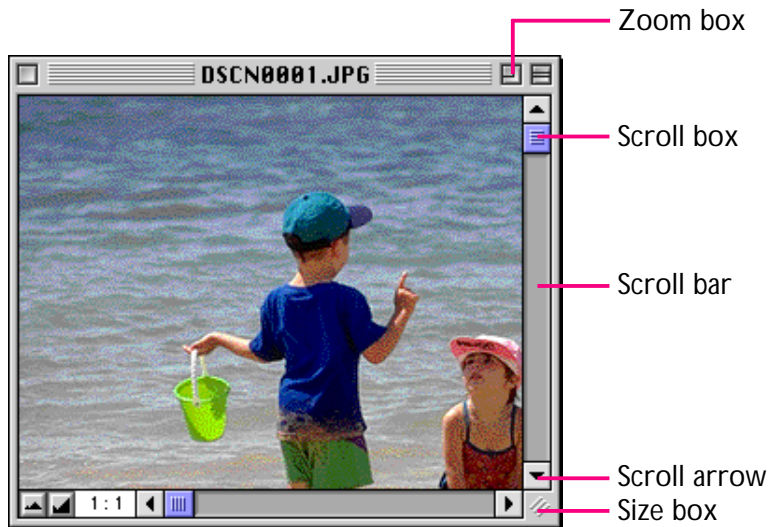 Zoom box
DSCN0001.JPG
Scroll box
Scroll bar
Scroll arrow
1:1
Size box